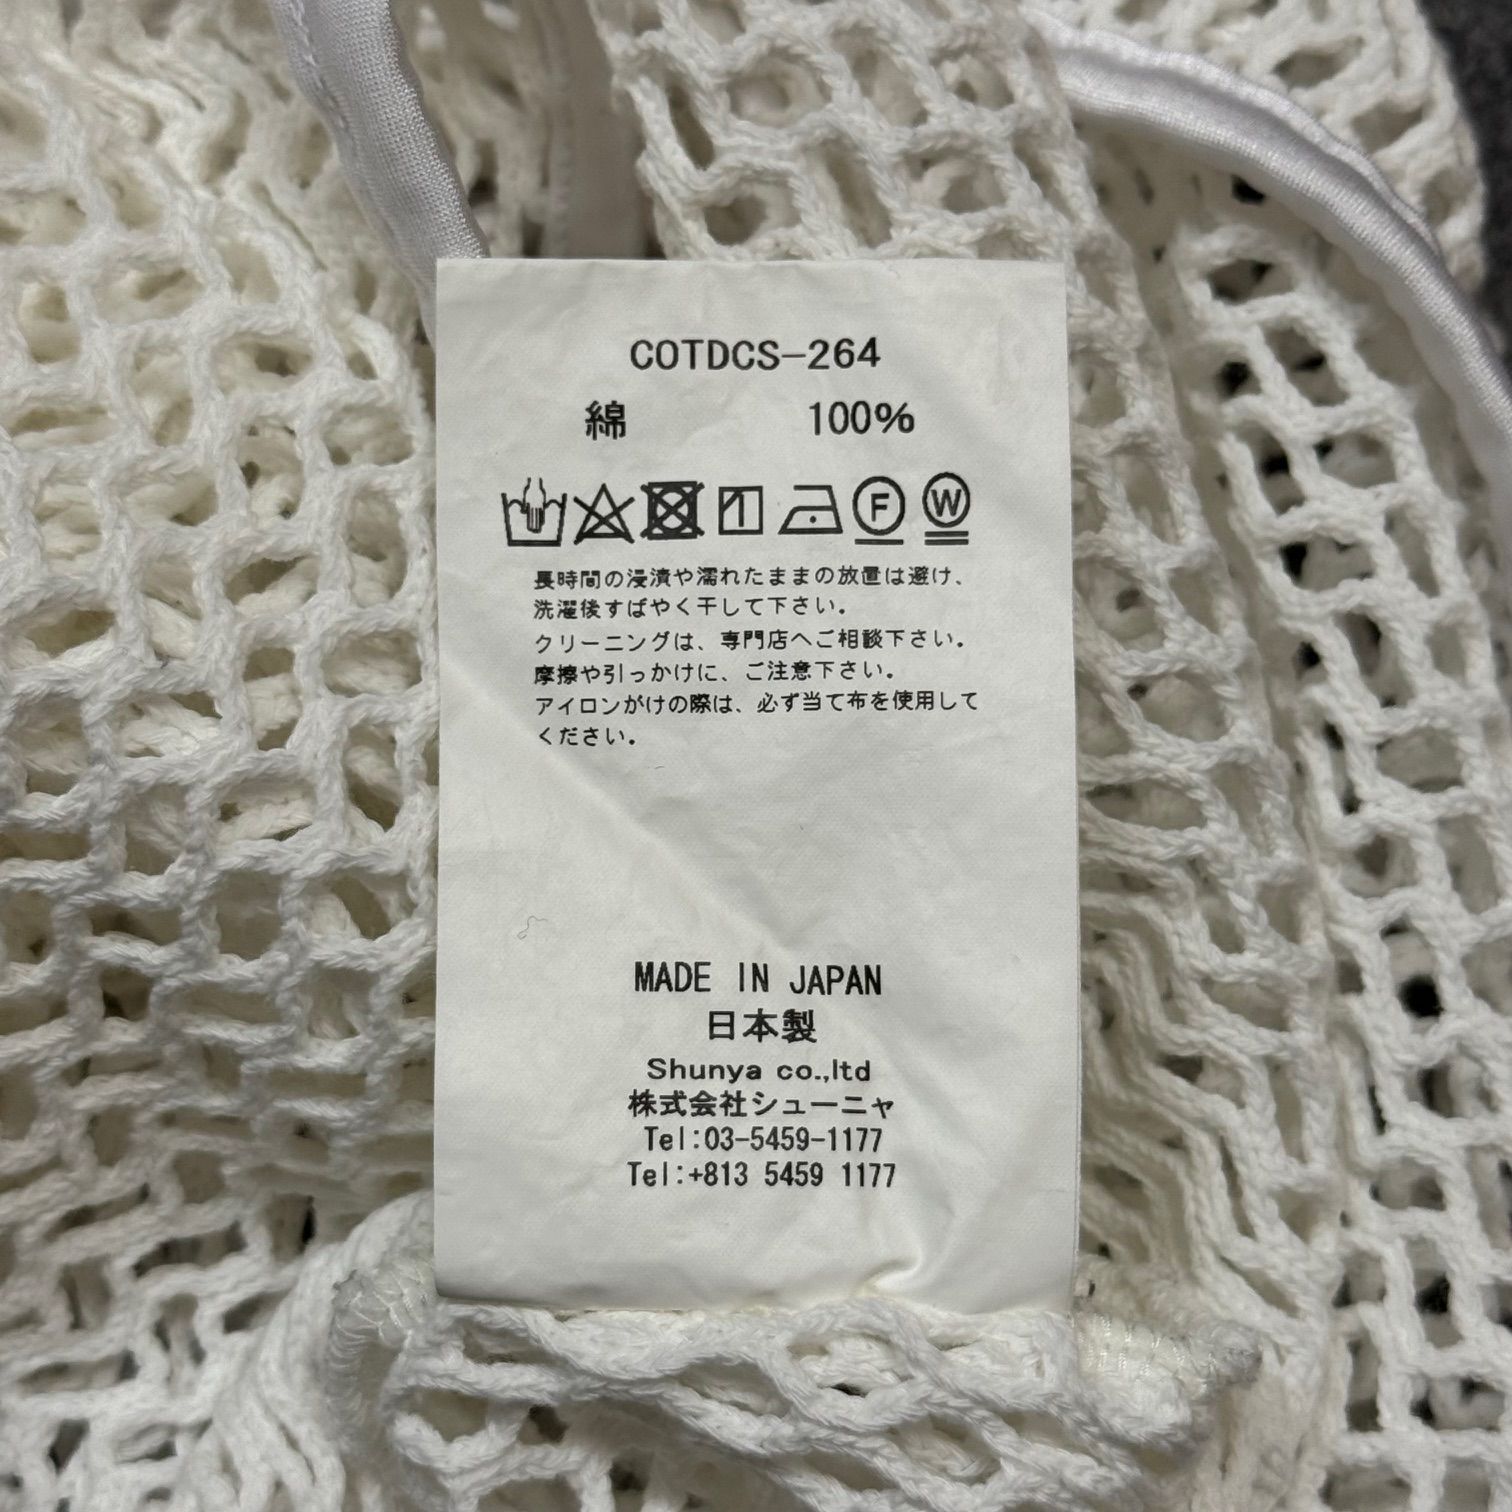 COTDCS-264
綿 100%
F W
長時間の浸漬や濡れたままの放置は避け、
洗濯後すばやく干して下さい。
クリーニングは、専門店へご相談下さい。
摩擦や引っかけに、ご注意下さい。
アイロンがけの際は、必ず当て布を使用して
ください。
MADE IN JAPAN
日本製
Shunya co.,ltd
株式会社シューニャ
Tel:03-5459-1177
Tel:+813 5459 1177